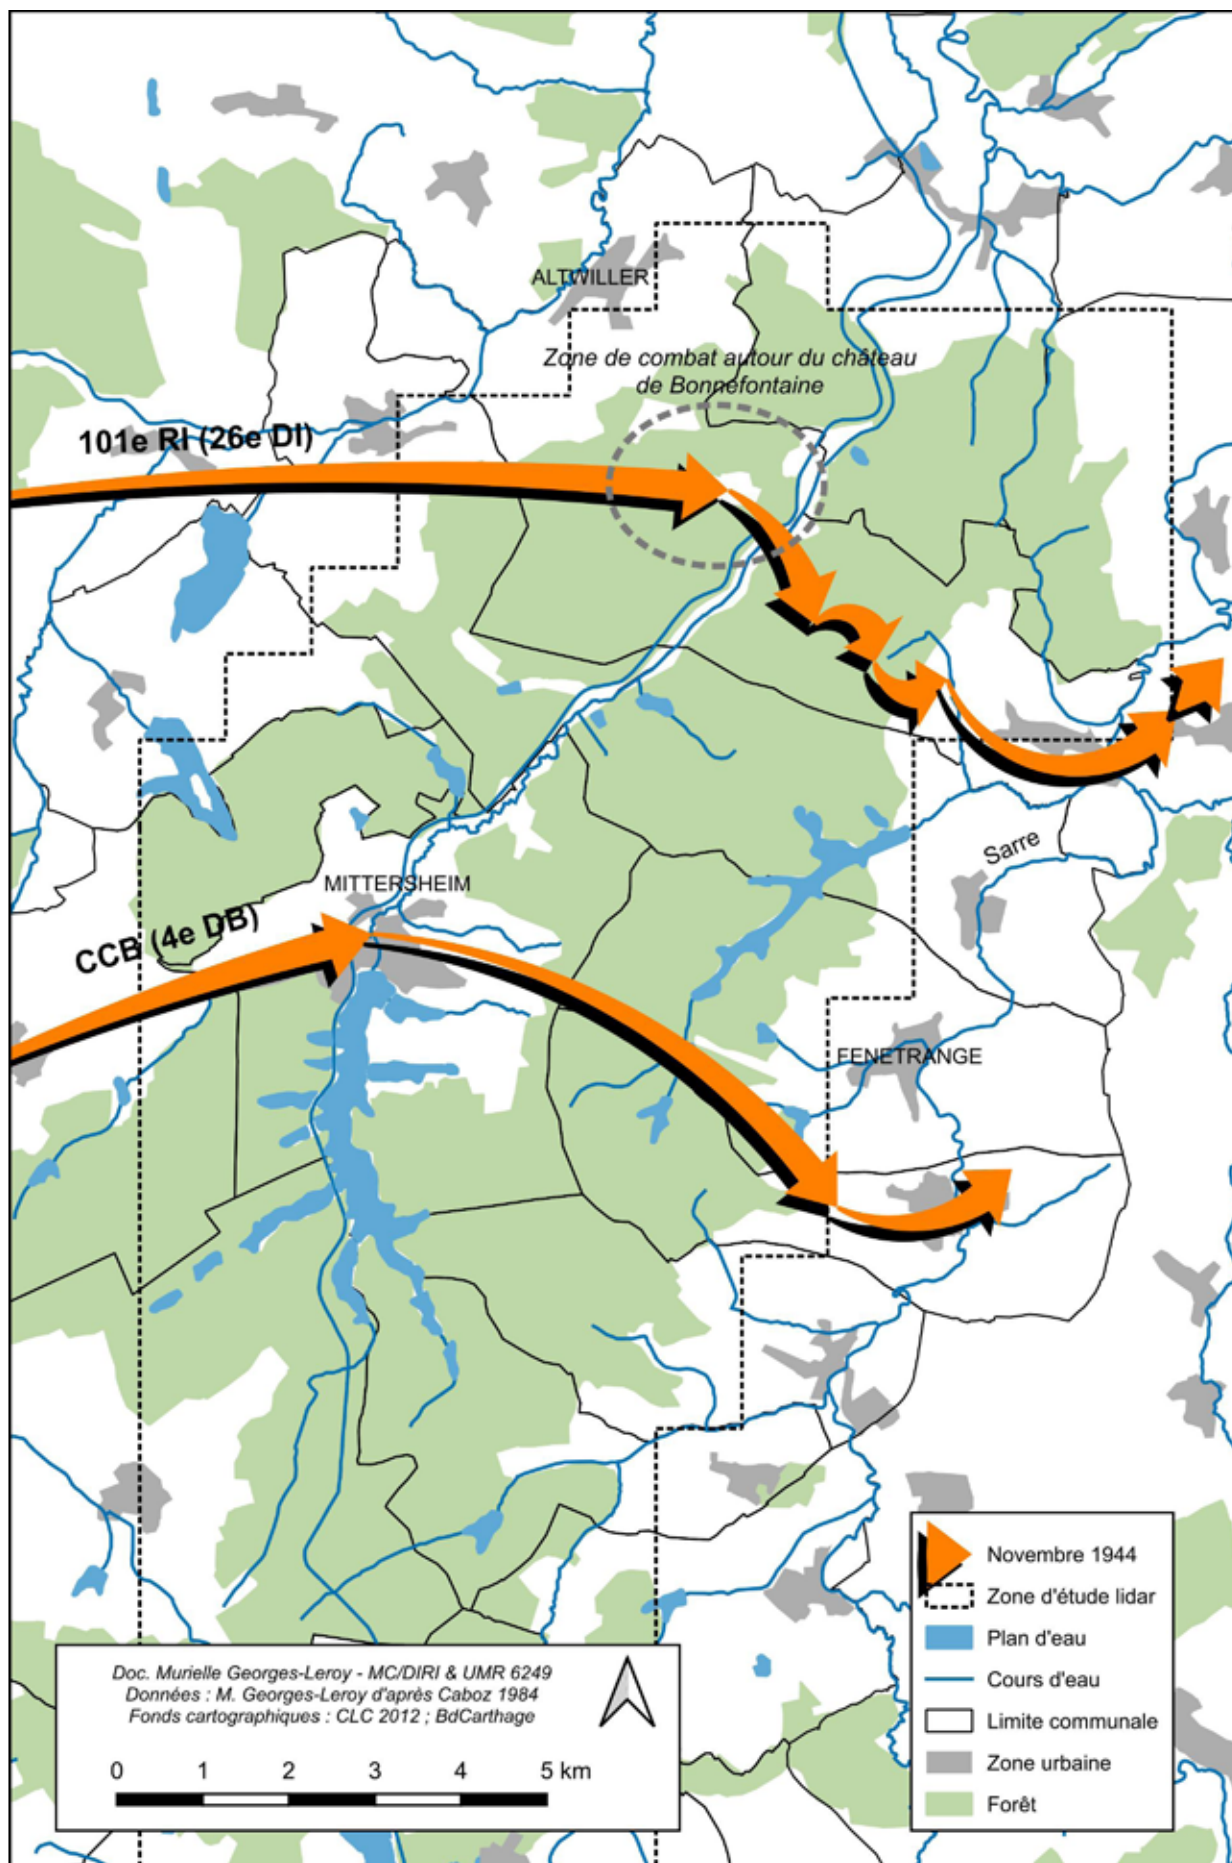 ALTWILLER
Zone de combat autour du château
de Bonnefontaine
101e RI (26e DI)
Sarre
MITTERSHEIM
CCB (4e DB)
FENETRANGE
Novembre 1944
Zone d'étude lidar
Plan d'eau
Cours d'eau
Limite communale
Zone urbaine
Forêt
Doc. Murielle Georges-Leroy - MC/DIRI & UMR 6249
Données : M. Georges-Leroy d'après Caboz 1984
Fonds cartographiques : CLC 2012 ; BdCarthage
0 1 2 3 4 5 km